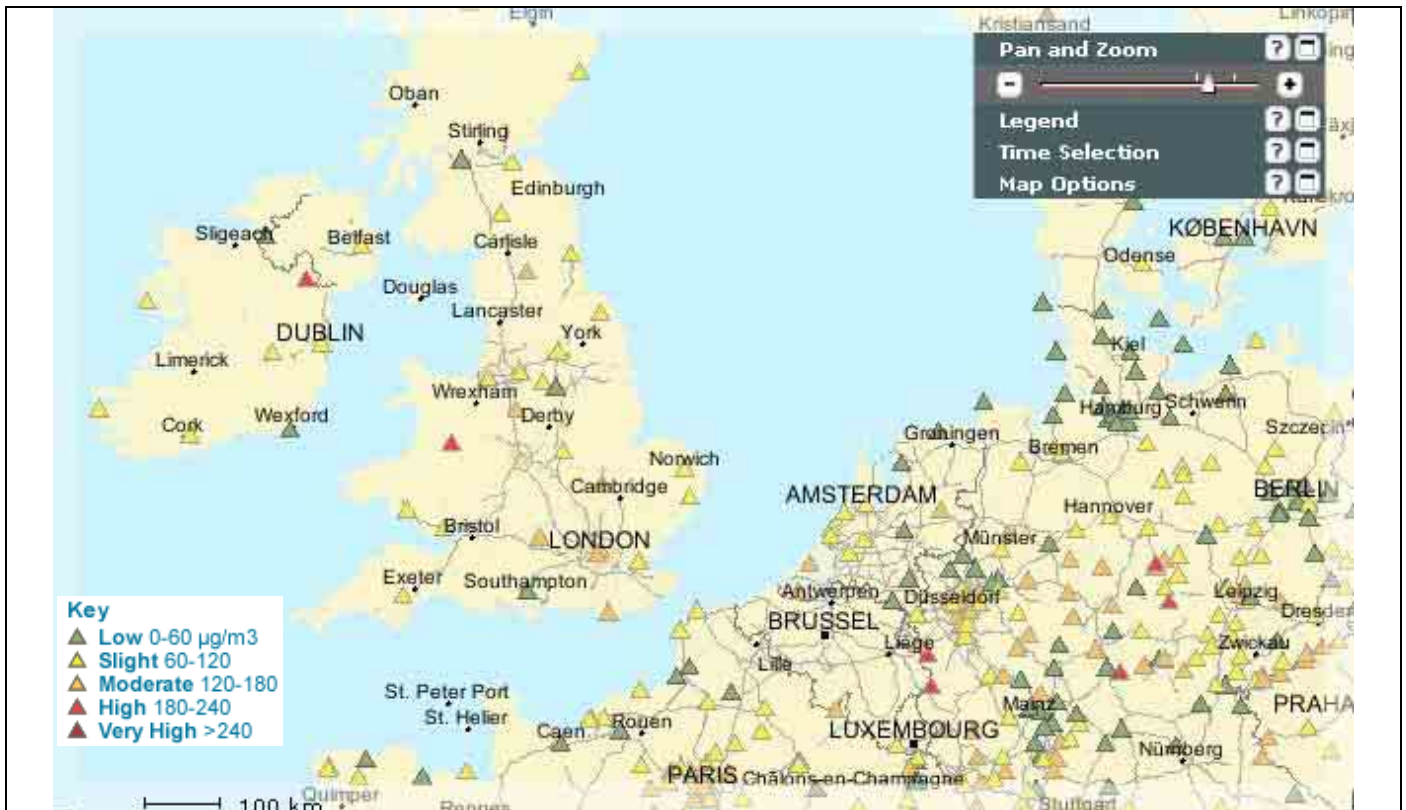 Elgin
Kristiansand
Pan and Zoom ?
- +
Legend ?
Time Selection ?
Map Options ?
Oban
Stirling
Edinburgh
Sligeach
Belfast
Carlisle
KØBENHAVN
Odense
Douglas
Lancaster
DUBLIN
York
Kiel
Limerick
Wrexham
Hamburg
Schwerin
Cork
Wexford
Derby
Groningen
Bremen
Norwich
Cambridge
AMSTERDAM
BERLIN
Hannover
Bristol
LONDON
Münster
Exeter
Southampton
Antwerpen
Düsseldorf
Leipzig
Key
Low 0-60 µg/m3
Slight 60-120
Moderate 120-180
High 180-240
Very High >240
BRUSSEL
Liège
Lille
Zwickau
St. Peter Port
St. Helier
Mainz
PRAHA
Caen
Rouen
LUXEMBOURG
Nürnberg
PARIS
Châlons-en-Champagne
Quimper
100 km
Rennes
Stuttgart